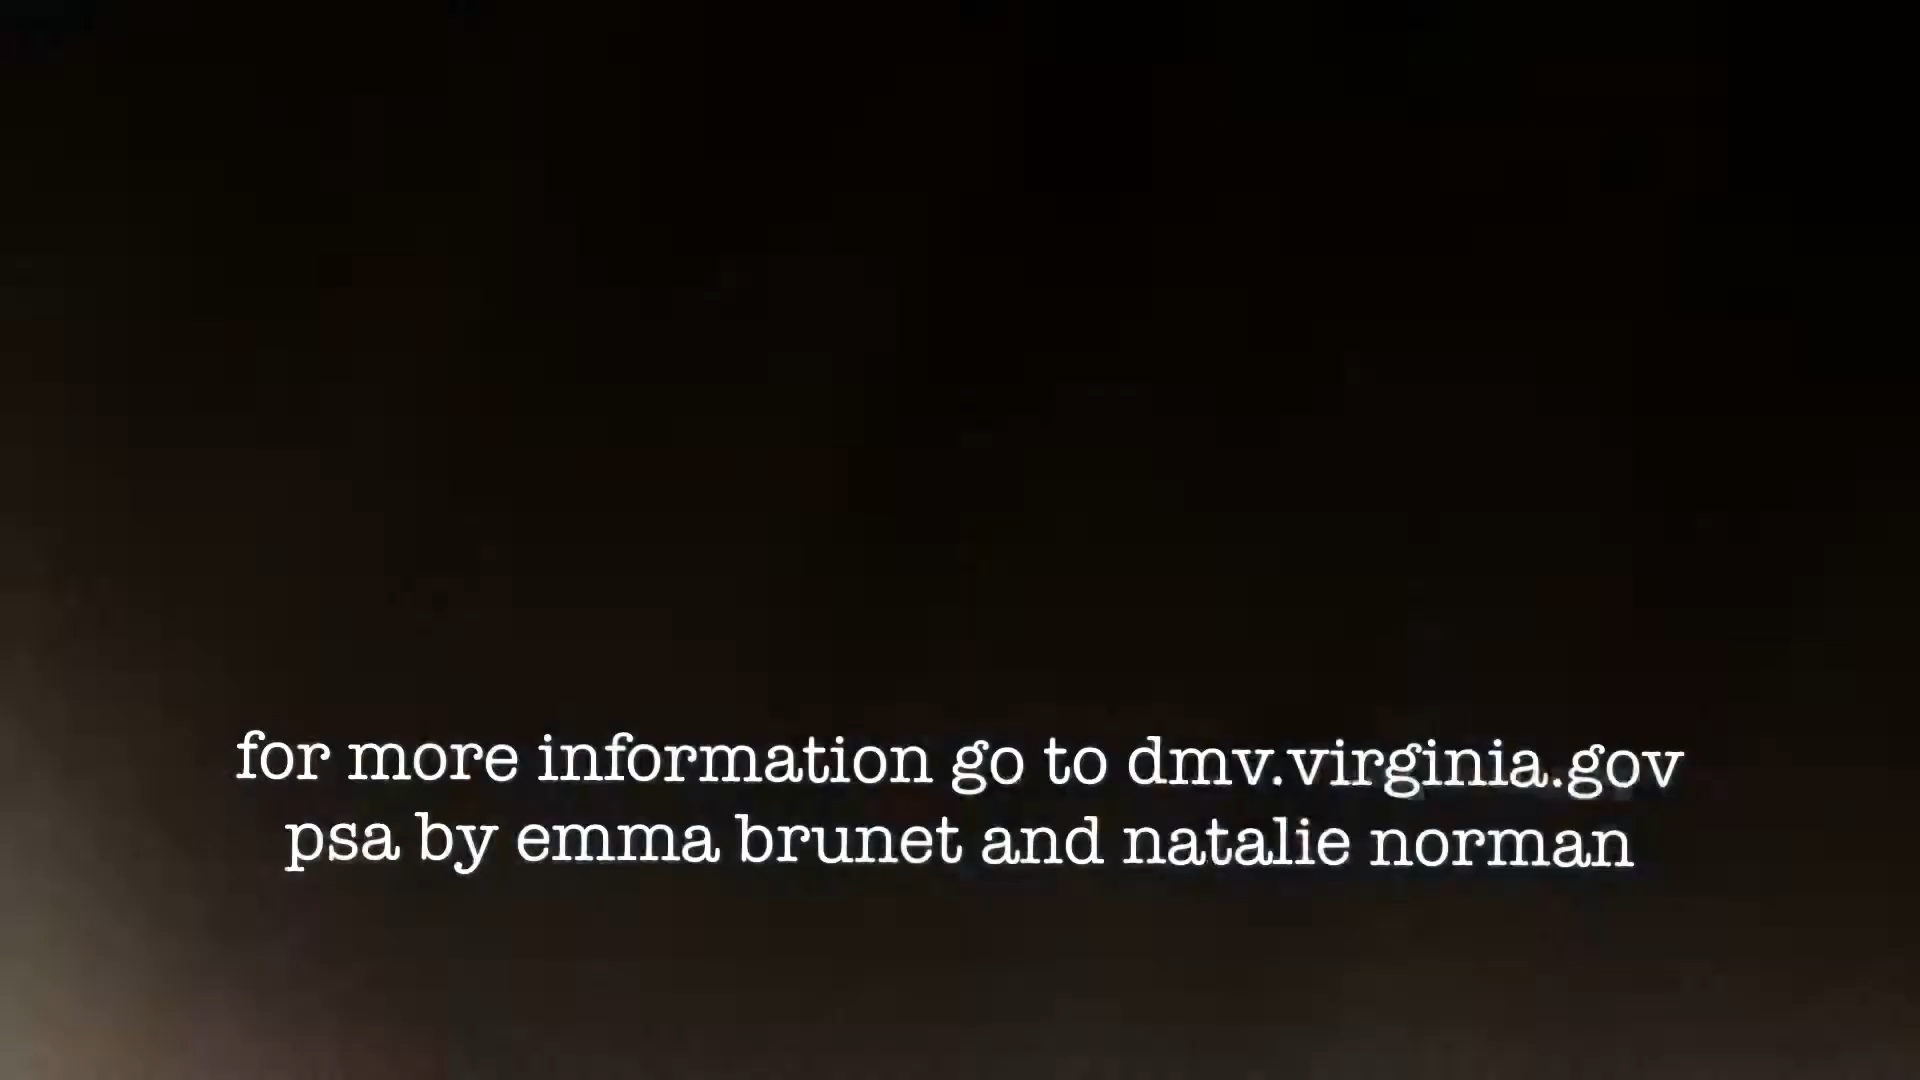 for more information go to dmv.virginia.gov
psa by emma brunet and natalie norman